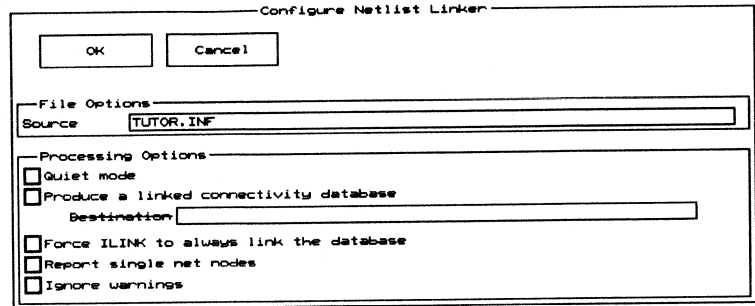 Configure Netlist Linker
OK Cancel
File Options
Source TUTOR.INF
Processing Options
Quiet mode
Produce a linked connectivity database
Destination
Force ILINK to always link the database
Report single net nodes
Ignore warnings